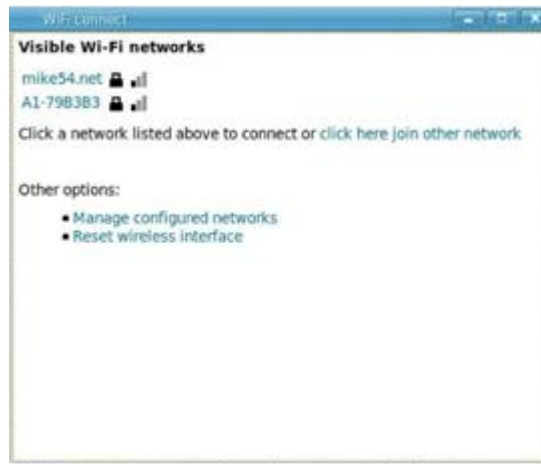 WiFi connect
Visible Wi-Fi networks
mike54.net
A1-79B3B3
Click a network listed above to connect or click here join other network
Other options:
Manage configured networks
Reset wireless interface